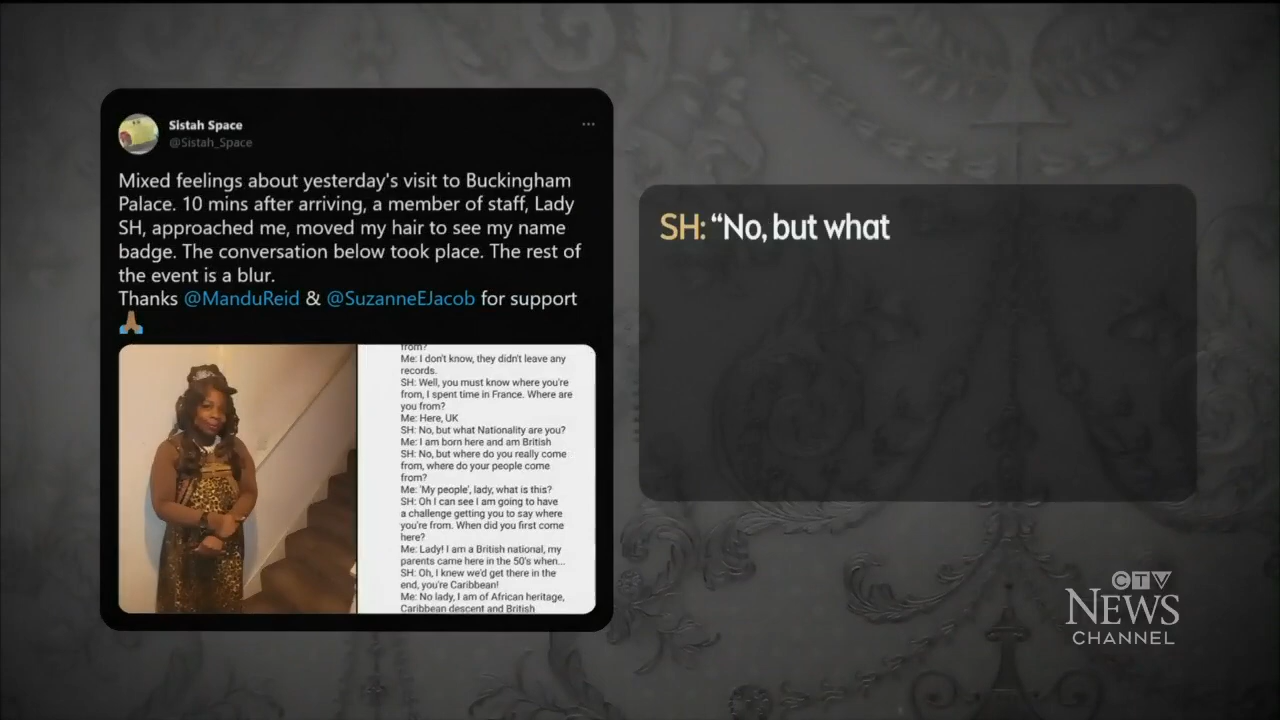 Sistah Space
@Sistah_Space
Mixed feelings about yesterday's visit to Buckingham
Palace. 10 mins after arriving, a member of staff, Lady
SH, approached me, moved my hair to see my name
badge. The conversation below took place. The rest of
the event is a blur.
Thanks @ManduReid & @SuzanneEJacob for support
from?
Me: I don't know, they didn't leave any
records.
SH: Well, you must know where you're
from, I spent time in France. Where are
you from?
Me: Here, UK
SH: No, but what Nationality are you?
Me: I am born here and am British
SH: No, but where do you really come
from, where do your people come
from?
Me: 'My people', lady, what is this?
SH: Oh I can see I am going to have
a challenge getting you to say where
you're from. When did you first come
here?
Me: Lady! I am a British national, my
parents came here in the 50's when...
SH: Oh, I knew we'd get there in the
end, you're Caribbean!
Me: No lady, I am of African heritage,
Caribbean descent and British
SH: “No, but what
CTV
NEWS
CHANNEL